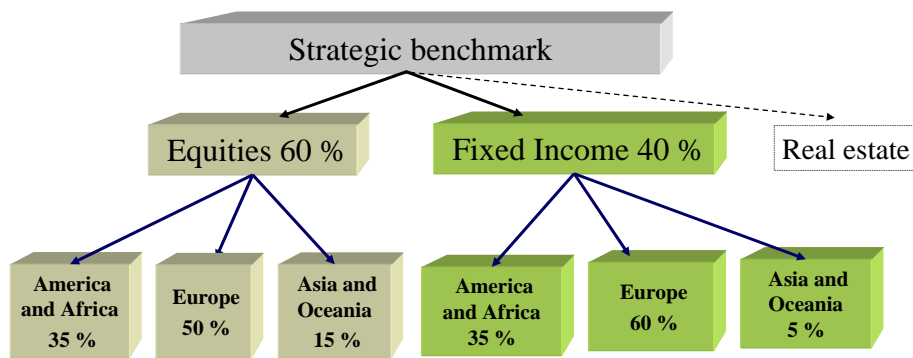 Strategic benchmark
Equities 60 %
Fixed Income 40 %
Real estate
America
and Africa
35 %
Europe
50 %
Asia and
Oceania
15 %
America
and Africa
35 %
Europe
60 %
Asia and
Oceania
5 %